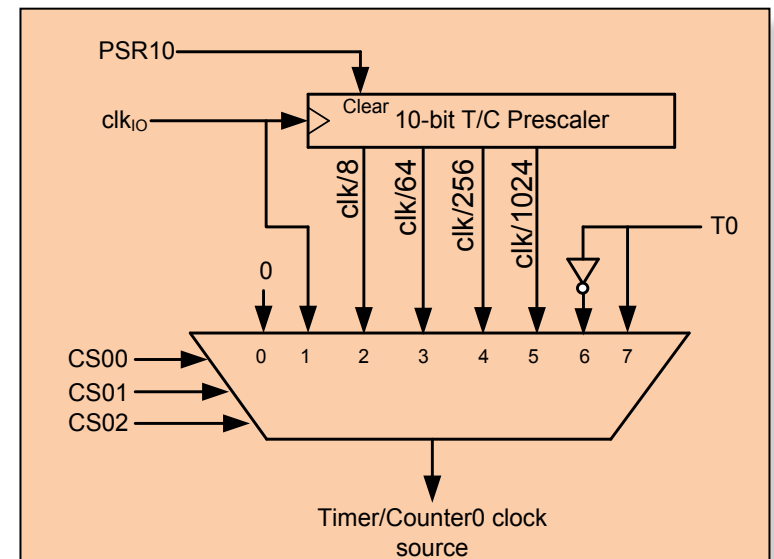 PSR10
Clear
clkIO
10-bit T/C Prescaler
clk/8
clk/64
clk/256
clk/1024
T0
0
0 1 2 3 4 5 6 7
CS00
CS01
CS02
Timer/Counter0 clock
source